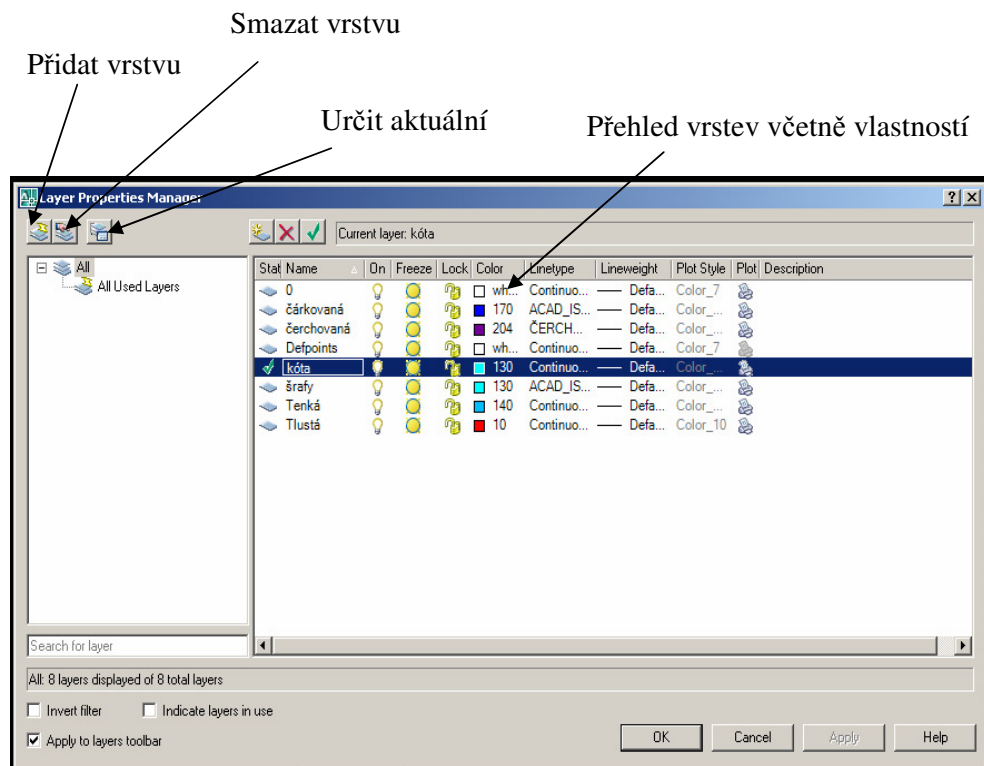 Smazat vrstvu
Přidat vrstvu
Určit aktuální
Přehled vrstev včetně vlastností
Layer Properties Manager
Current layer: kóta
All
All Used Layers
Stat Name On Freeze Lock Color Linetype Lineweight Plot Style Plot Description
0 wh... Continuo... Defa... Color_7
čárkovaná 170 ACAD_IS... Defa... Color_...
čerchovaná 204 ČERCH... Defa... Color_...
Defpoints wh... Continuo... Defa... Color_7
kóta 130 Continuo... Defa... Color_...
šrafy 130 ACAD_IS... Defa... Color_...
Tenká 140 Continuo... Defa... Color_...
Tlustá 10 Continuo... Defa... Color_10
Search for layer
All: 8 layers displayed of 8 total layers
Invert filter Indicate layers in use
Apply to layers toolbar
OK Cancel Apply Help